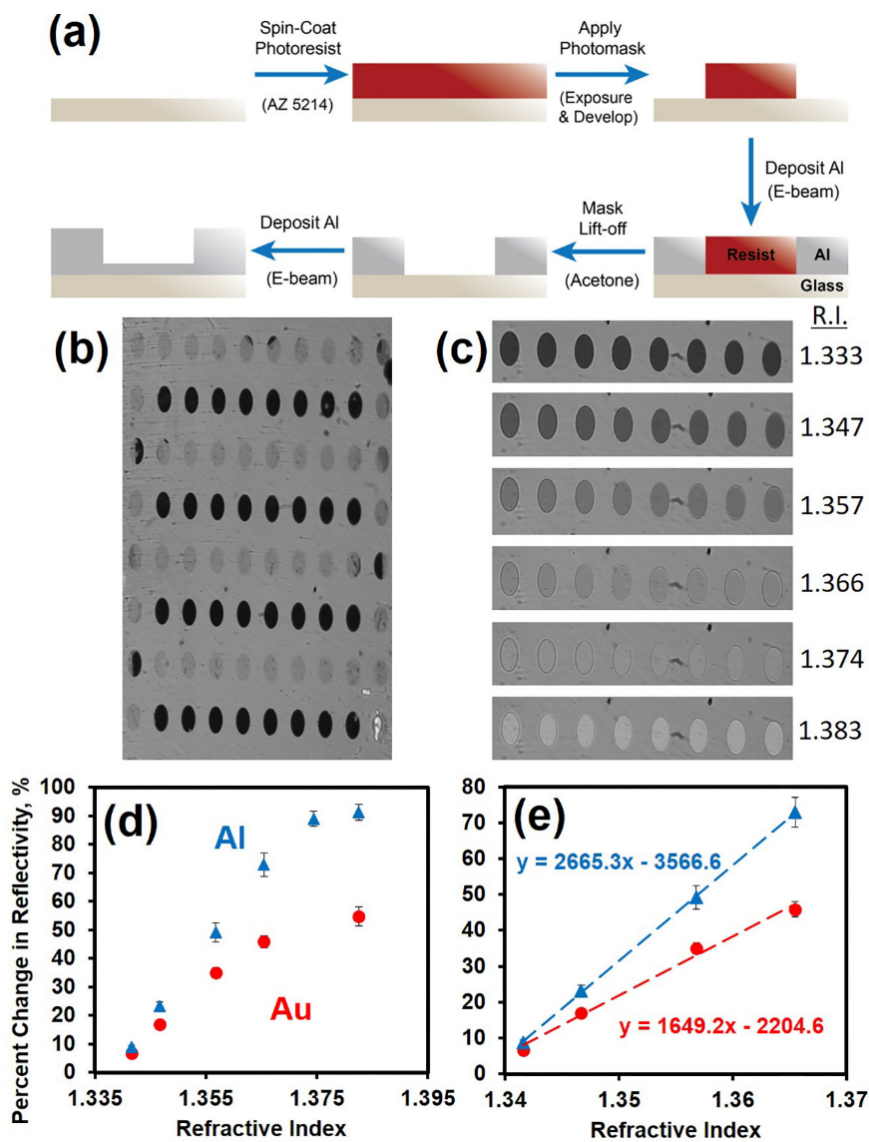 (a)
Spin-Coat
Photoresist
(AZ 5214)
Apply
Photomask
(Exposure
& Develop)
Deposit Al
(E-beam)
Mask
Lift-off
(Acetone)
Deposit Al
(E-beam)
Resist
Al
Glass
(b)
(c)
R.I.
1.333
1.347
1.357
1.366
1.374
1.383
(d)
Percent Change in Reflectivity, %
100
90
80
70
60
50
40
30
20
10
0
Al
Au
1.335
1.355
1.375
1.395
Refractive Index
(e)
80
70
60
50
40
30
20
10
0
y = 2665.3x - 3566.6
y = 1649.2x - 2204.6
1.34
1.35
1.36
1.37
Refractive Index